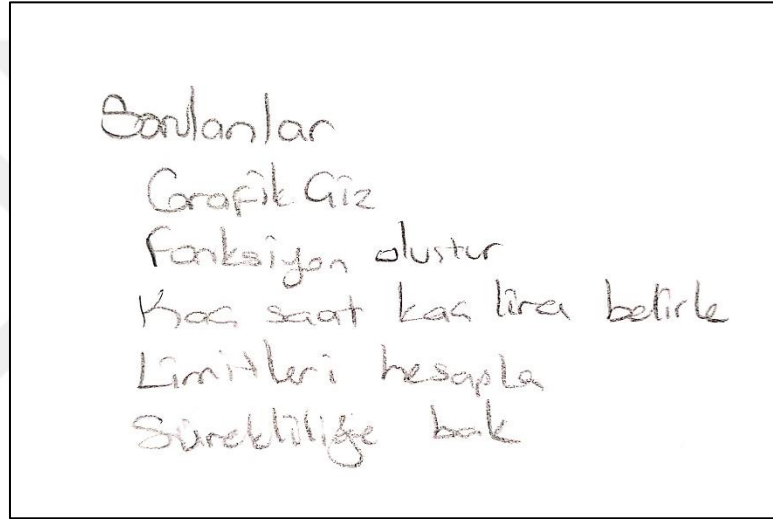 Sorulanlar
Grafik Çiz
Fonksiyon oluştur
Kaç saat kaç lira belirle
Limitleri hesapla
Sürekliliğe bak